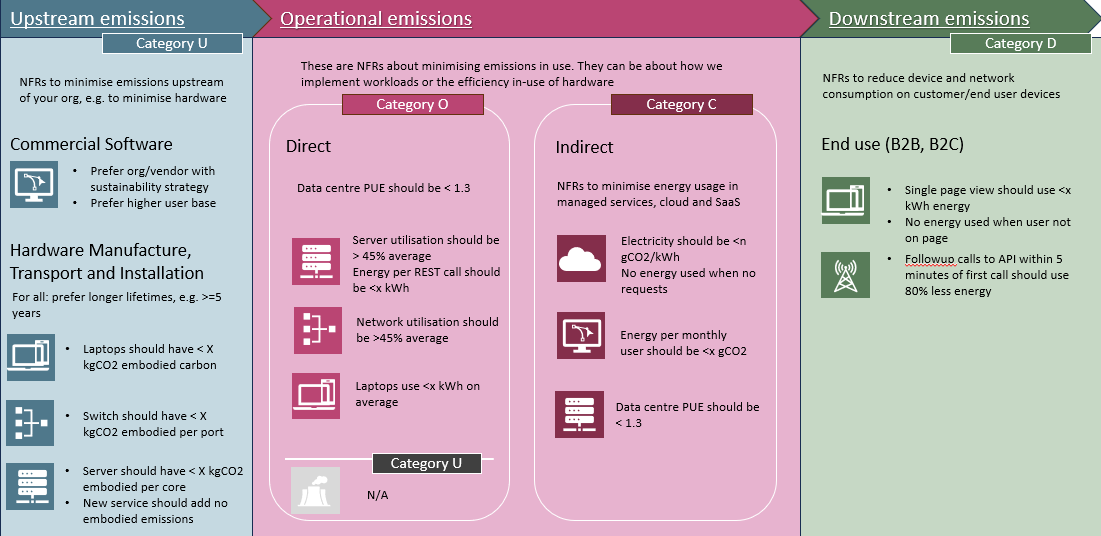 Upstream emissions
Category U
NFRs to minimise emissions upstream
of your org, e.g. to minimise hardware
Commercial Software
• Prefer org/vendor with
sustainability strategy
• Prefer higher user base
Hardware Manufacture,
Transport and Installation
For all: prefer longer lifetimes, e.g. >=5
years
• Laptops should have < X
kgCO2 embodied carbon
• Switch should have < X
kgCO2 embodied per port
• Server should have < X kgCO2
embodied per core
• New service should add no
embodied emissions
Operational emissions
These are NFRs about minimising emissions in use. They can be about how we
implement workloads or the efficiency in-use of hardware
Category O
Direct
Data centre PUE should be < 1.3
Server utilisation should be
> 45% average
Energy per REST call should
be <x kWh
Network utilisation should
be >45% average
Laptops use <x kWh on
average
Category U
N/A
Category C
Indirect
NFRs to minimise energy usage in
managed services, cloud and SaaS
Electricity should be <n
gCO2/kWh
No energy used when no
requests
Energy per monthly
user should be <x gCO2
Data centre PUE should be
< 1.3
Downstream emissions
Category D
NFRs to reduce device and network
consumption on customer/end user devices
End use (B2B, B2C)
• Single page view should use <x
kWh energy
• No energy used when user not
on page
• Followup calls to API within 5
minutes of first call should use
80% less energy